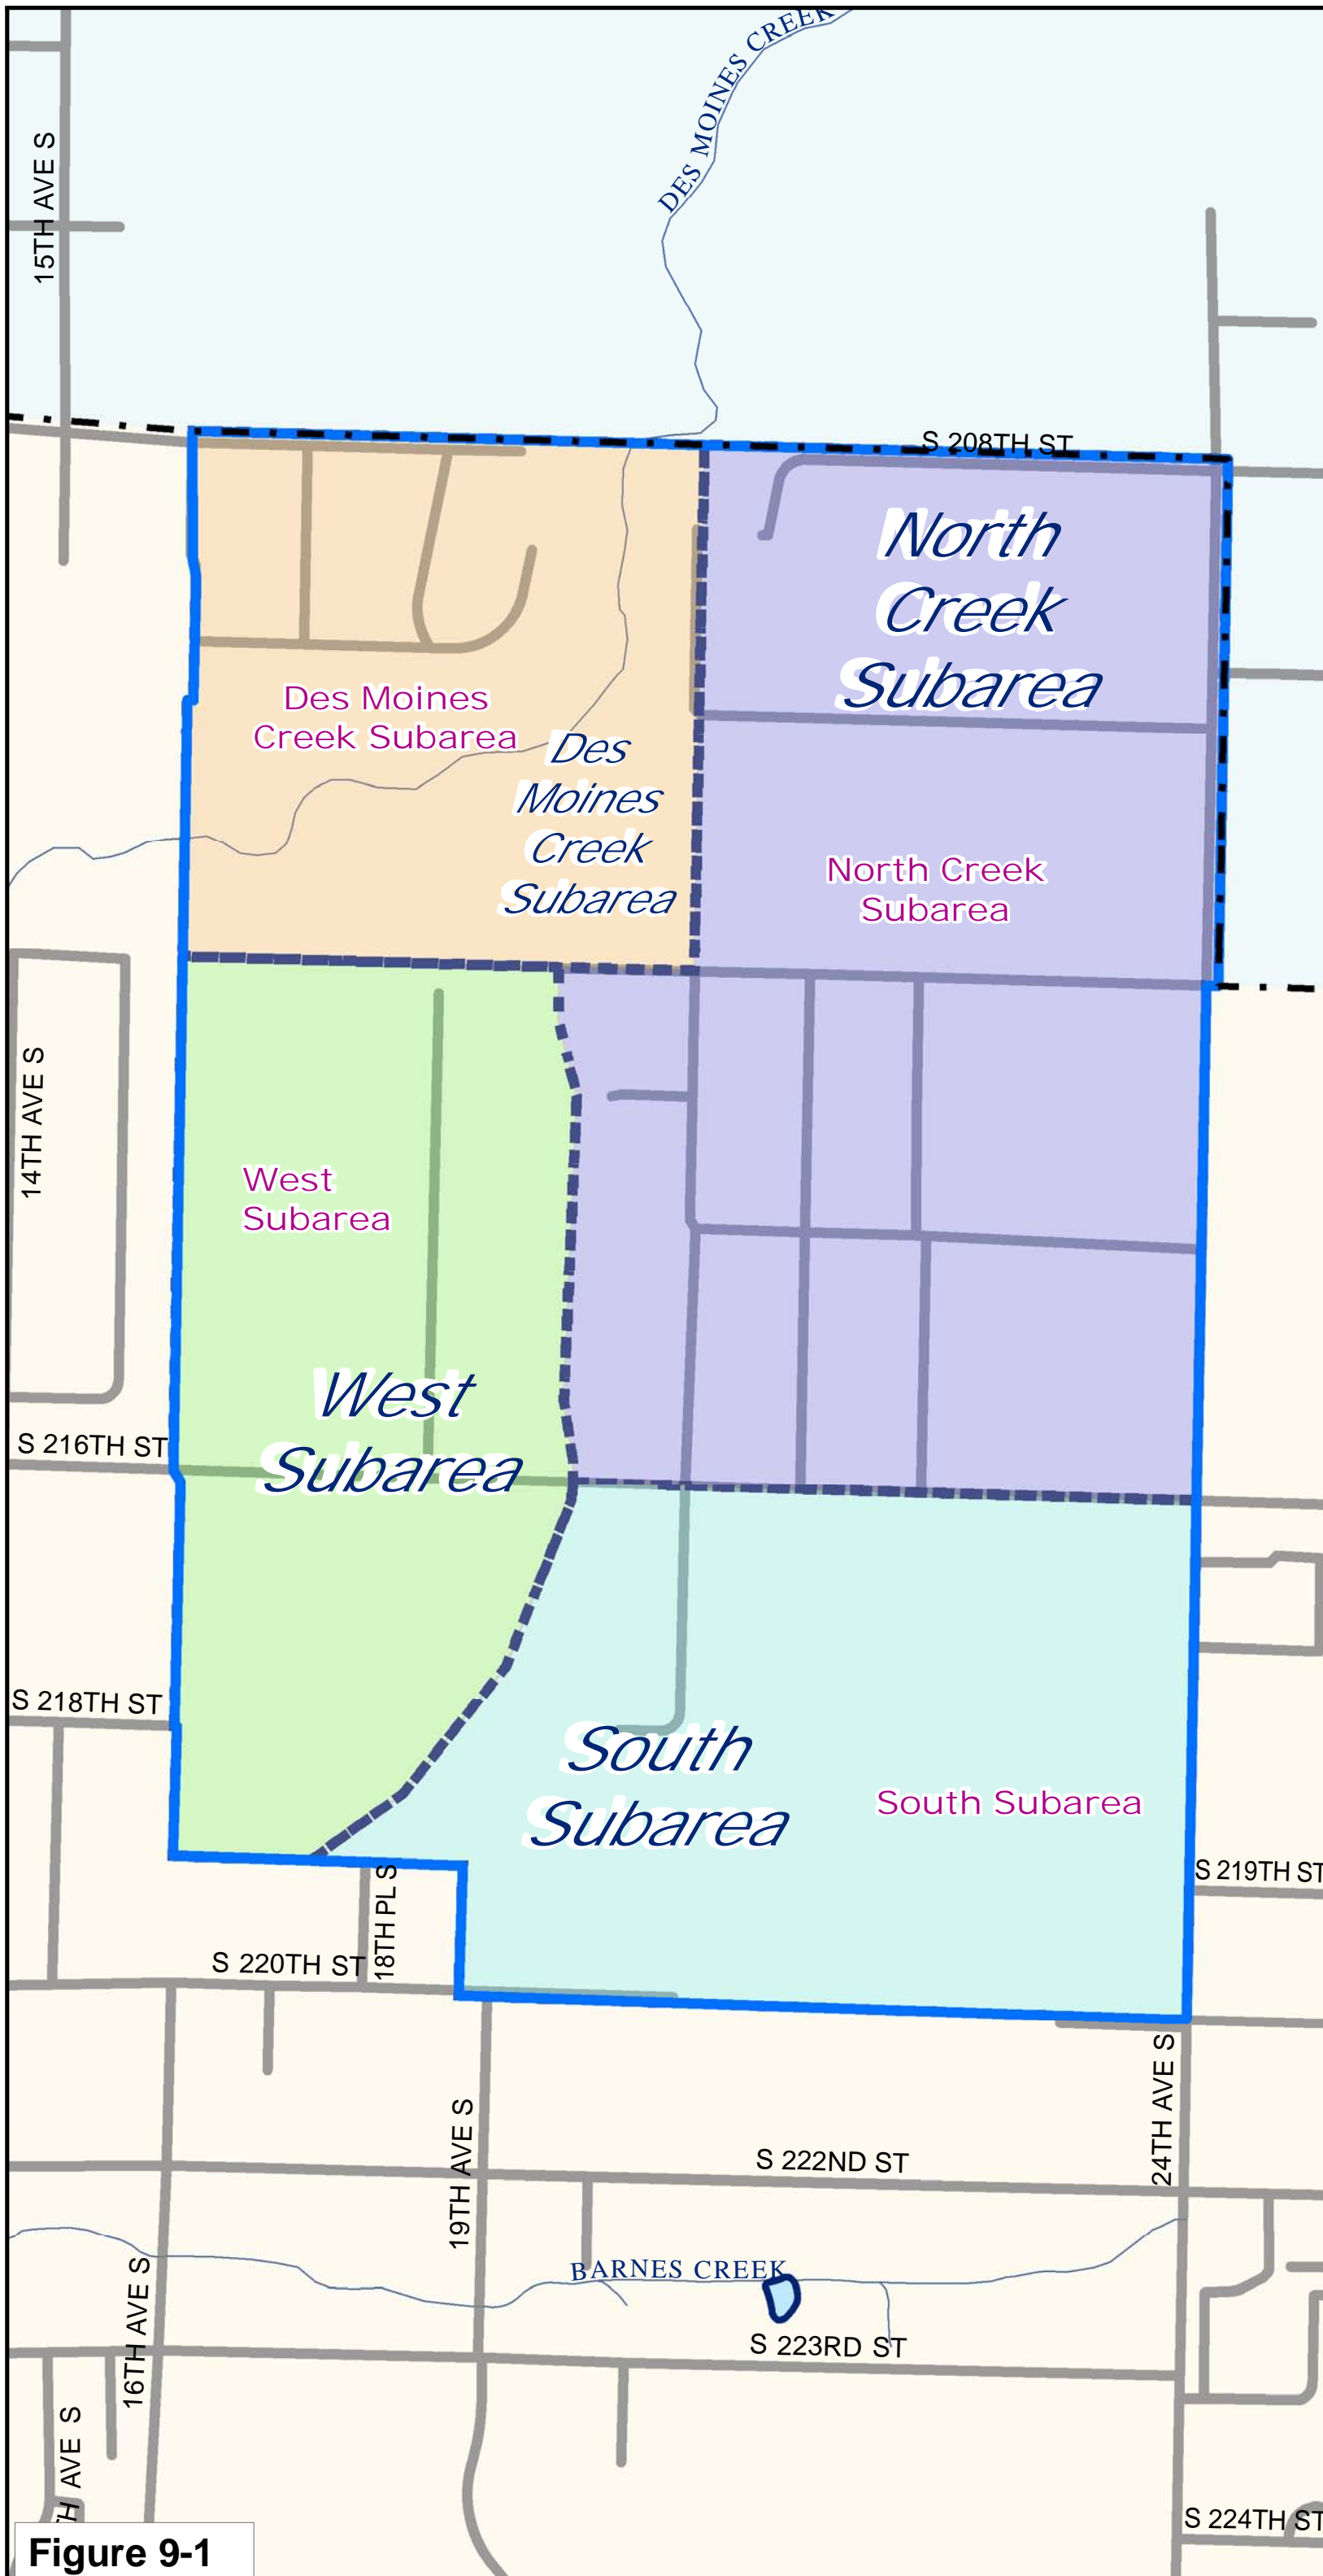 DES MOINES CREEK
15TH AVE S
S 208TH ST
North
Creek
Subarea
Des Moines
Creek Subarea
Des
Moines
Creek
Subarea
North Creek
Subarea
14TH AVE S
West
Subarea
West
Subarea
S 216TH ST
S 218TH ST
South
Subarea
South Subarea
S 219TH ST
18TH PL S
S 220TH ST
24TH AVE S
19TH AVE S
S 222ND ST
BARNES CREEK
16TH AVE S
S 223RD ST
TH AVE S
S 224TH ST
Figure 9-1